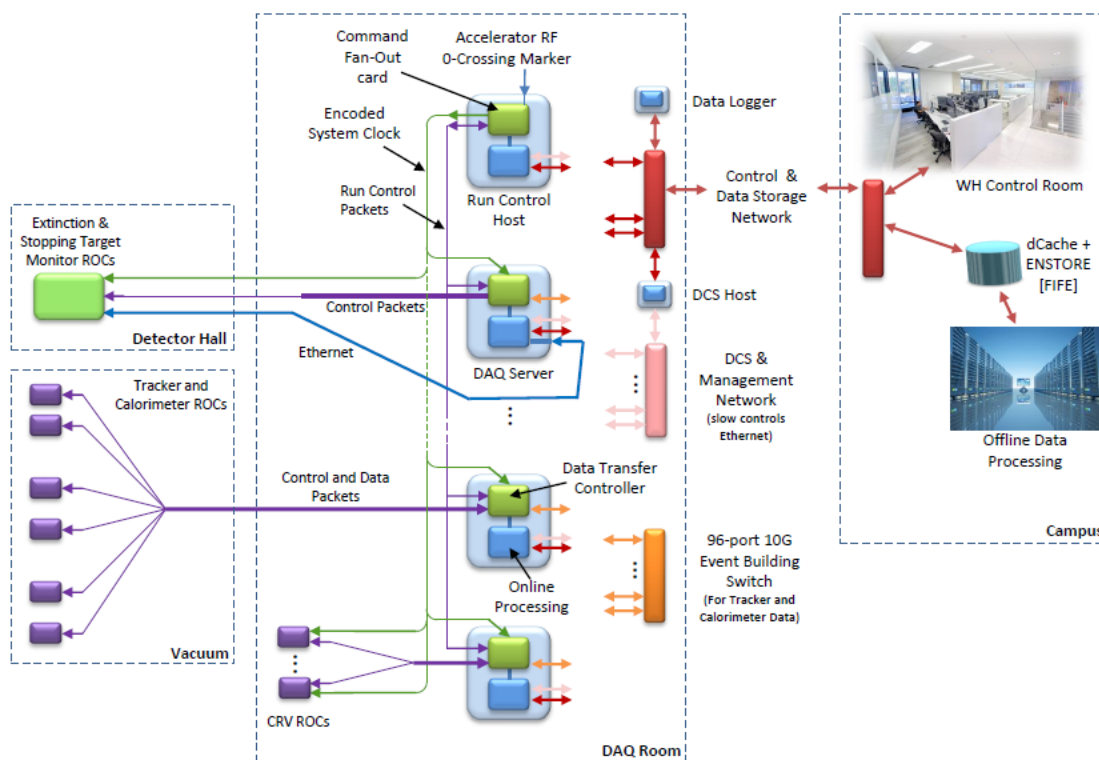 Command
Fan-Out
card
Accelerator RF
0-Crossing Marker
Encoded
System Clock
Run Control
Packets
Run Control
Host
Data Logger
Control &
Data Storage
Network
WH Control Room
dCache +
ENSTORE
[FIFE]
Offline Data
Processing
Campus
Extinction &
Stopping Target
Monitor ROCs
Detector Hall
Control Packets
Ethernet
DAQ Server
...
DCS Host
DCS &
Management
Network
(slow controls
Ethernet)
Tracker and
Calorimeter ROCs
Vacuum
Control and Data
Packets
Data Transfer
Controller
Online
Processing
96-port 10G
Event Building
Switch
(For Tracker and
Calorimeter Data)
CRV ROCs
DAQ Room